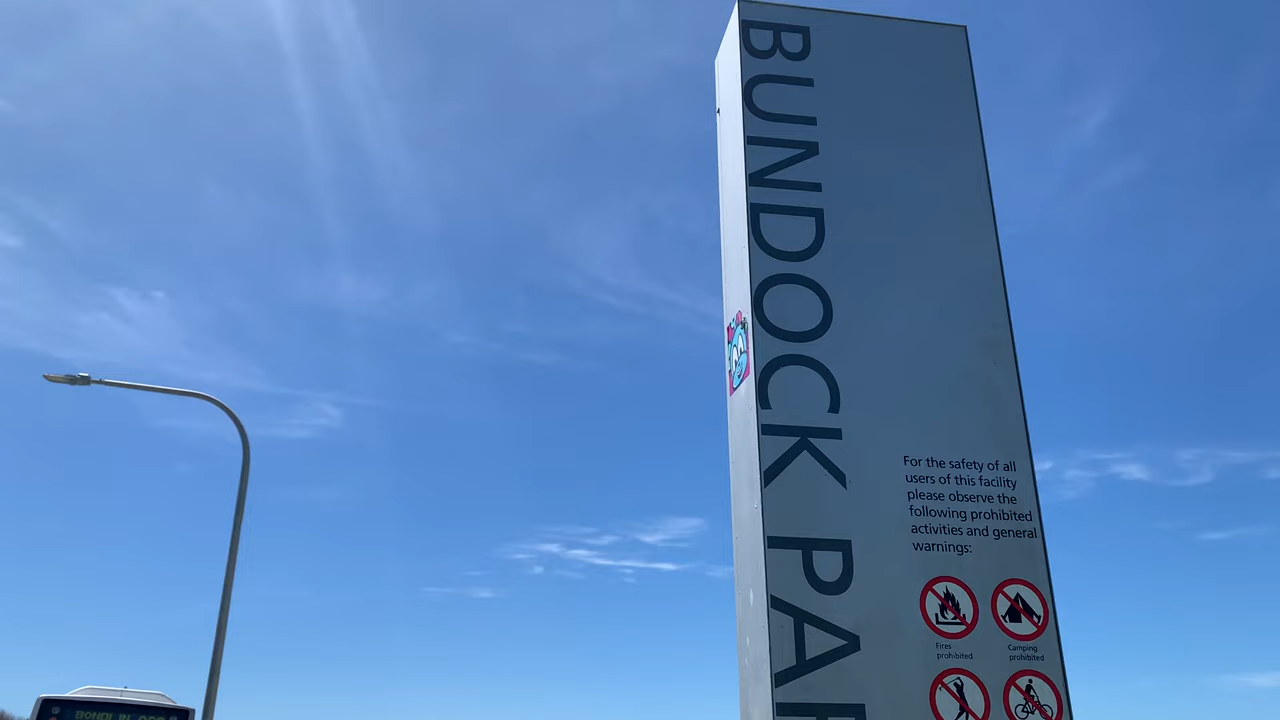 BUNDOCK PAR
For the safety of all
users of this facility
please observe the
following prohibited
activities and general
warnings:
Fires
prohibited
Camping
prohibited